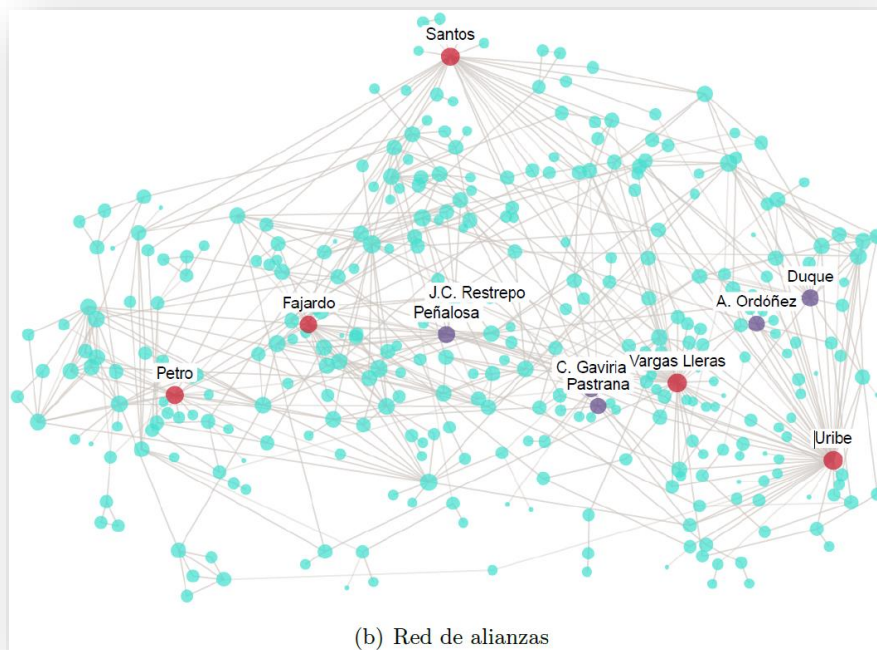 Santos
Fajardo
J.C. Restrepo
Peñalosa
Duque
A. Ordóñez
Petro
C. Gaviria
Vargas Lleras
Pastrana
Uribe
(b) Red de alianzas